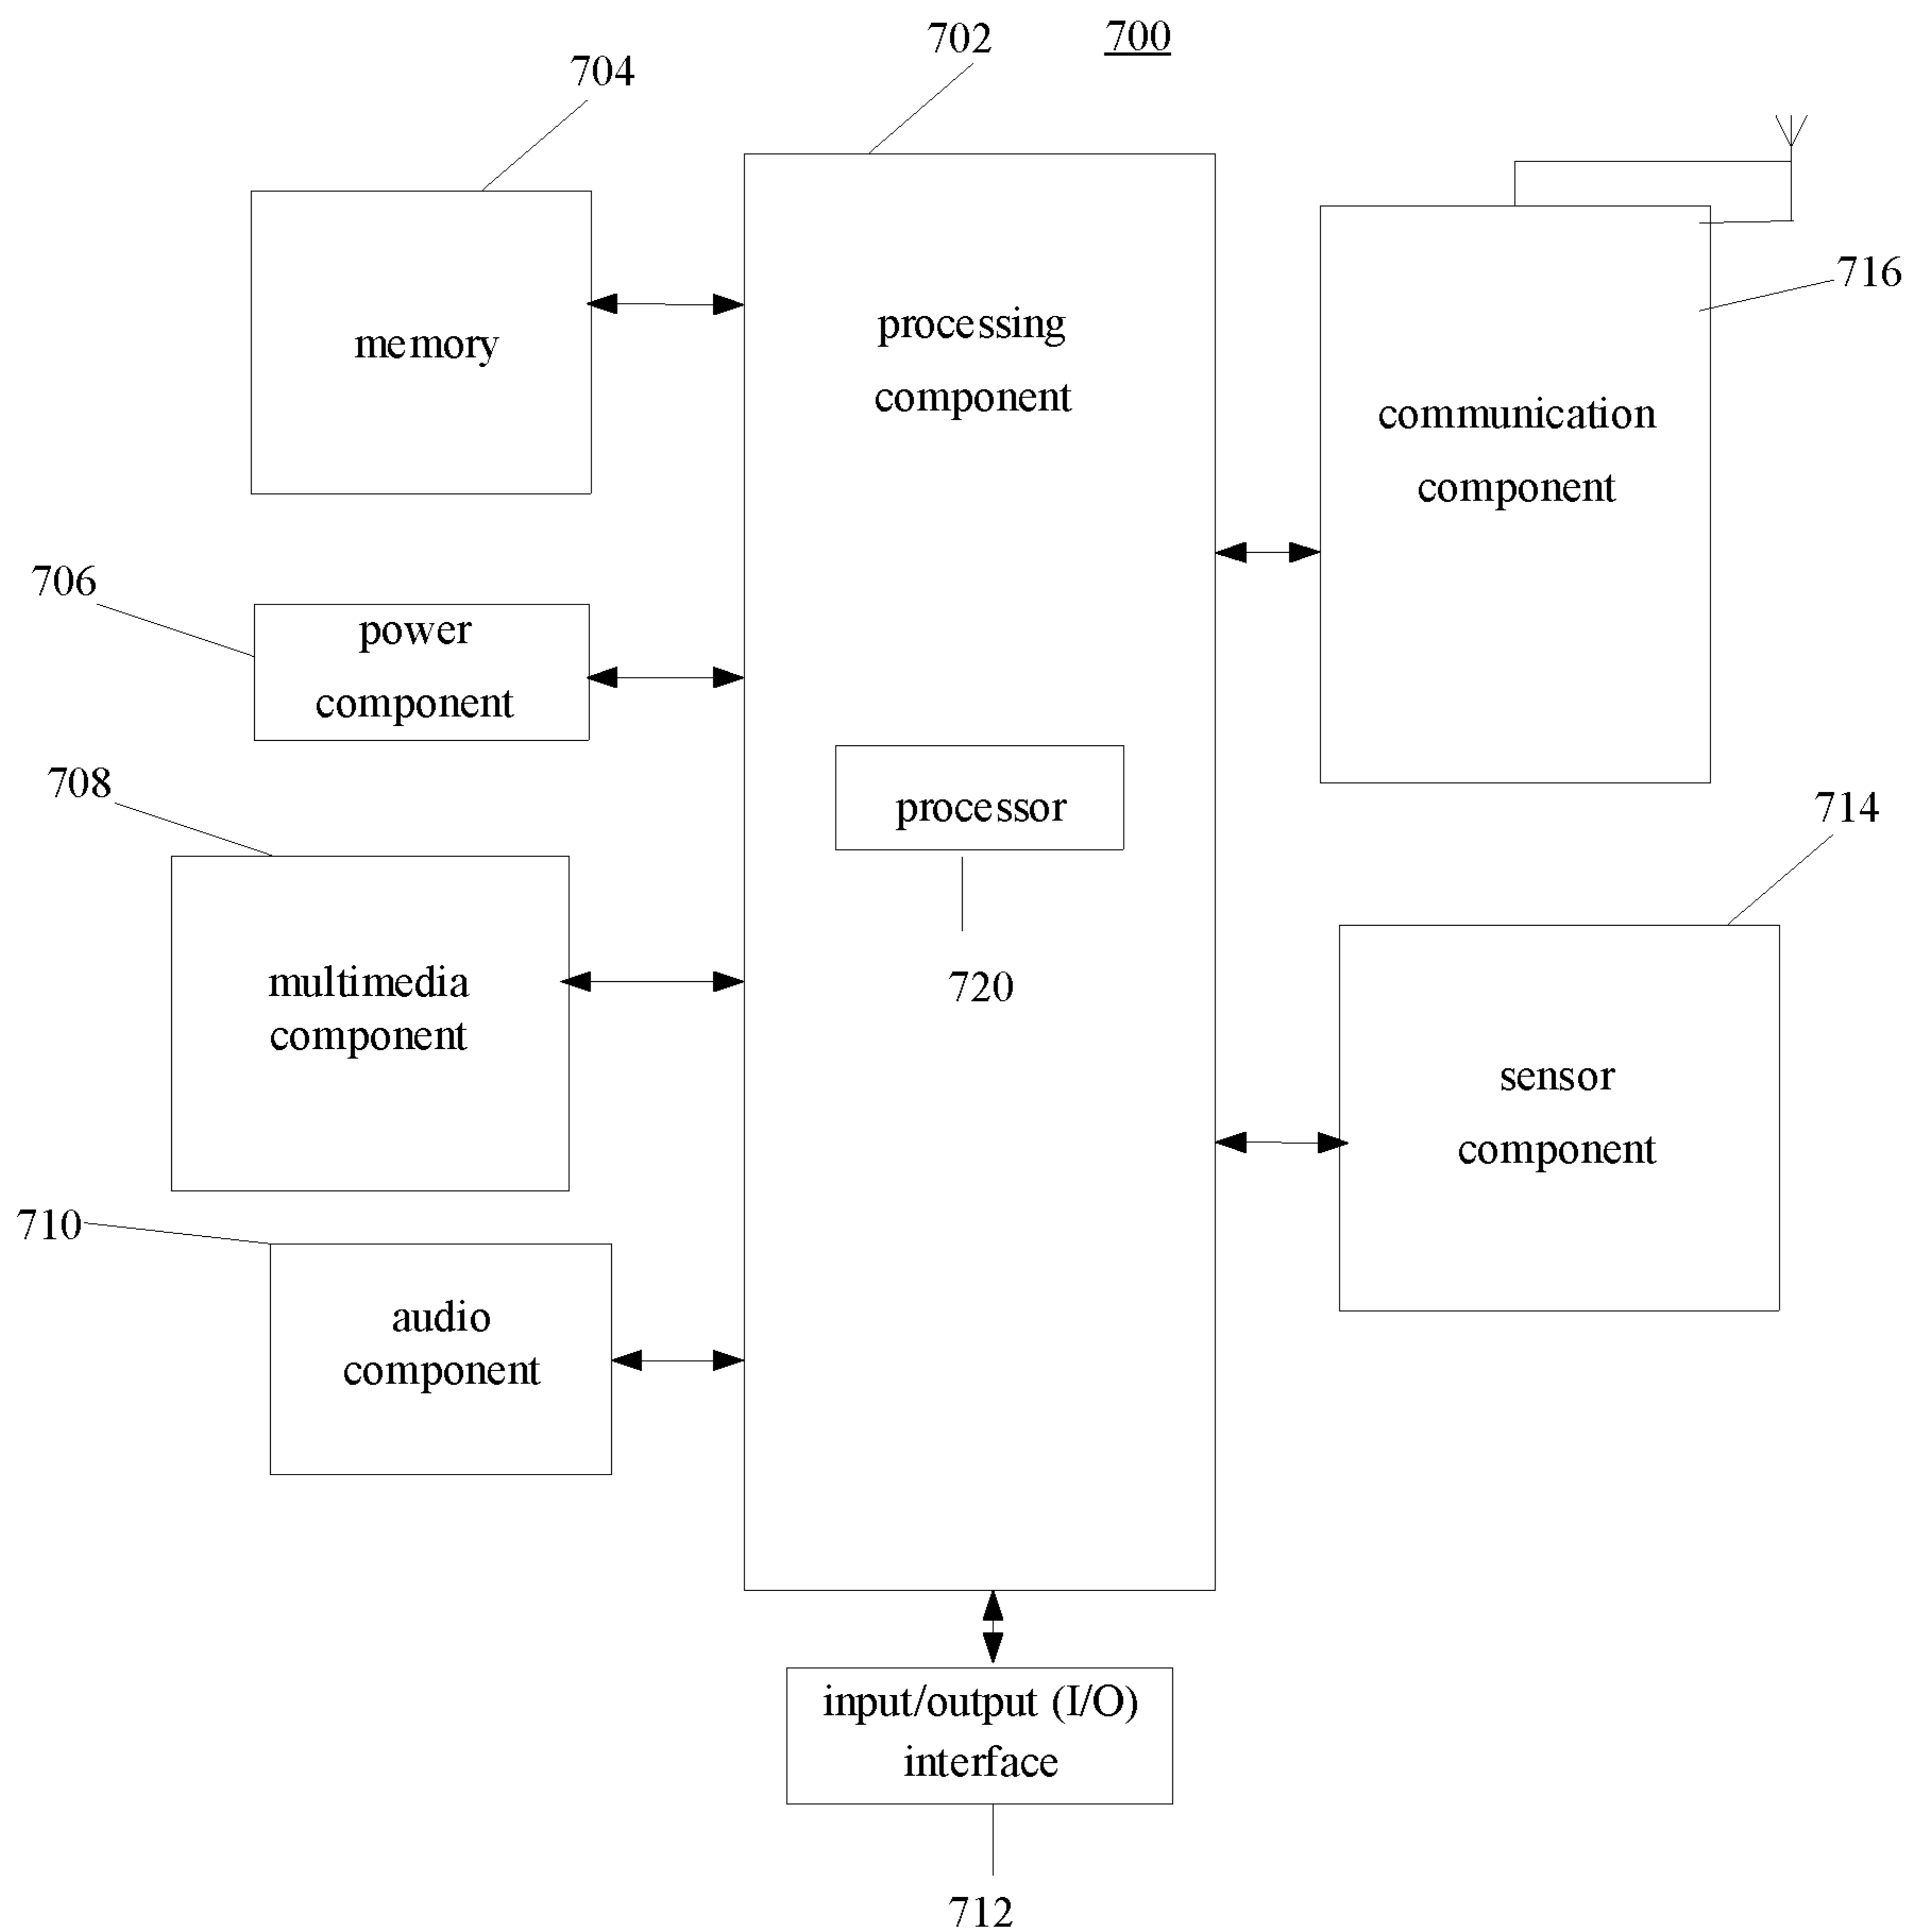 702
700
704
716
memory
processing
component
communication
component
706
power
component
708
processor
714
720
multimedia
component
sensor
component
710
audio
component
input/output (I/O)
interface
712